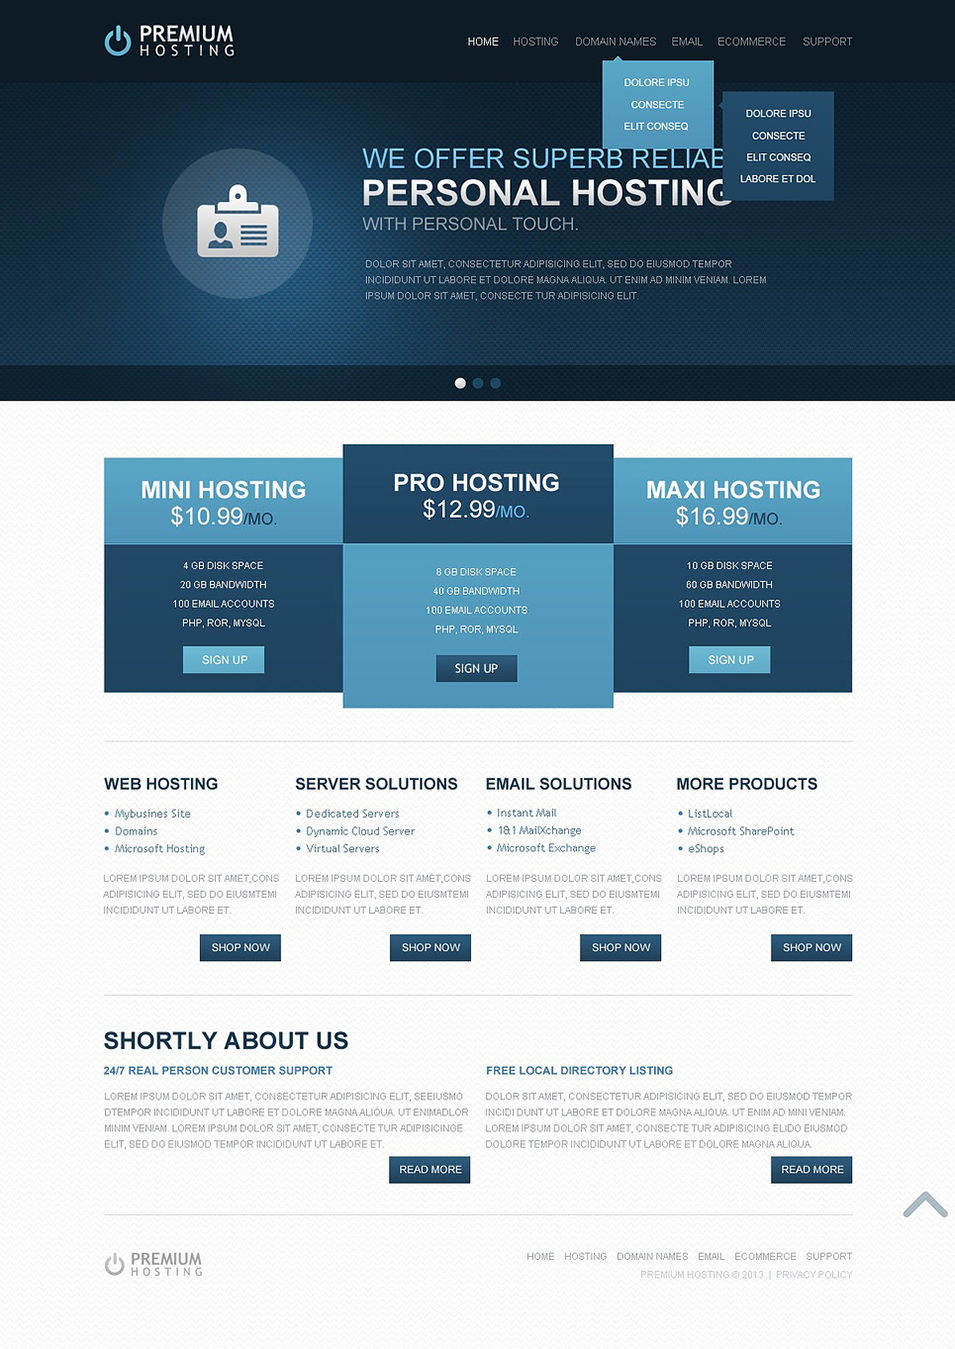 PREMIUM
HOSTING
HOME HOSTING DOMAIN NAMES EMAIL ECOMMERCE SUPPORT
DOLORE IPSU
CONSECTE
ELIT CONSEQ
DOLORE IPSU
CONSECTE
ELIT CONSEQ
LABORE ET DOL
WE OFFER SUPERB RELIAB
PERSONAL HOSTING
WITH PERSONAL TOUCH.
DOLOR SIT AMET, CONSECTETUR ADIPISICING ELIT, SED DO EIUSMOD TEMPOR
INCIDIDUNT UT LABORE ET DOLORE MAGNA ALIQUA. UT ENIM AD MINIM VENIAM. LOREM
IPSUM DOLOR SIT AMET, CONSECTE TUR ADIPISICING ELIT.
MINI HOSTING
$10.99/MO.
4 GB DISK SPACE
20 GB BANDWIDTH
100 EMAIL ACCOUNTS
PHP, ROR, MYSQL
SIGN UP
PRO HOSTING
$12.99/MO.
8 GB DISK SPACE
40 GB BANDWIDTH
100 EMAIL ACCOUNTS
PHP, ROR, MYSQL
SIGN UP
MAXI HOSTING
$16.99/MO.
10 GB DISK SPACE
60 GB BANDWIDTH
100 EMAIL ACCOUNTS
PHP, ROR, MYSQL
SIGN UP
WEB HOSTING
• Mybusines Site
• Domains
• Microsoft Hosting
LOREM IPSUM DOLOR SIT AMET,CONS
ADIPISICING ELIT, SED DO EIUSMTEMI
INCIDIDUNT UT LABORE ET.
SHOP NOW
SERVER SOLUTIONS
• Dedicated Servers
• Dynamic Cloud Server
• Virtual Servers
LOREM IPSUM DOLOR SIT AMET,CONS
ADIPISICING ELIT, SED DO EIUSMTEMI
INCIDIDUNT UT LABORE ET.
SHOP NOW
EMAIL SOLUTIONS
• Instant Mail
• 1&1 MailXchange
• Microsoft Exchange
LOREM IPSUM DOLOR SIT AMET,CONS
ADIPISICING ELIT, SED DO EIUSMTEMI
INCIDIDUNT UT LABORE ET.
SHOP NOW
MORE PRODUCTS
• ListLocal
• Microsoft SharePoint
• eShops
LOREM IPSUM DOLOR SIT AMET,CONS
ADIPISICING ELIT, SED DO EIUSMTEMI
INCIDIDUNT UT LABORE ET.
SHOP NOW
SHORTLY ABOUT US
24/7 REAL PERSON CUSTOMER SUPPORT
LOREM IPSUM DOLOR SIT AMET, CONSECTETUR ADIPISICING ELIT, SEEIUSMO
DTEMPOR INCIDIDUNT UT LABORE ET DOLORE MAGNA ALIQUA. UT ENIMADLOR
MINIM VENIAM. LOREM IPSUM DOLOR SIT AMET, CONSECTE TUR ADIPISICINGE
ELIT, SED DO EIUSMOD TEMPOR INCIDIDUNT UT LABORE ET.
READ MORE
FREE LOCAL DIRECTORY LISTING
DOLOR SIT AMET, CONSECTETUR ADIPISICING ELIT, SED DO EIUSMOD TEMPOR
INCIDI DUNT UT LABORE ET DOLORE MAGNA ALIQUA. UT ENIM AD MINI VENIAM.
LOREM IPSUM DOLOR SIT AMET, CONSECTE TUR ADIPISICING ELIDO EIUSMOD
DOLORE TEMPOR INCIDIDUNT UT LABORE ET DOLORE MAGNA ALIQUA.
READ MORE
PREMIUM
HOSTING
HOME HOSTING DOMAIN NAMES EMAIL ECOMMERCE SUPPORT
PREMIUM HOSTING © 2013 | PRIVACY POLICY